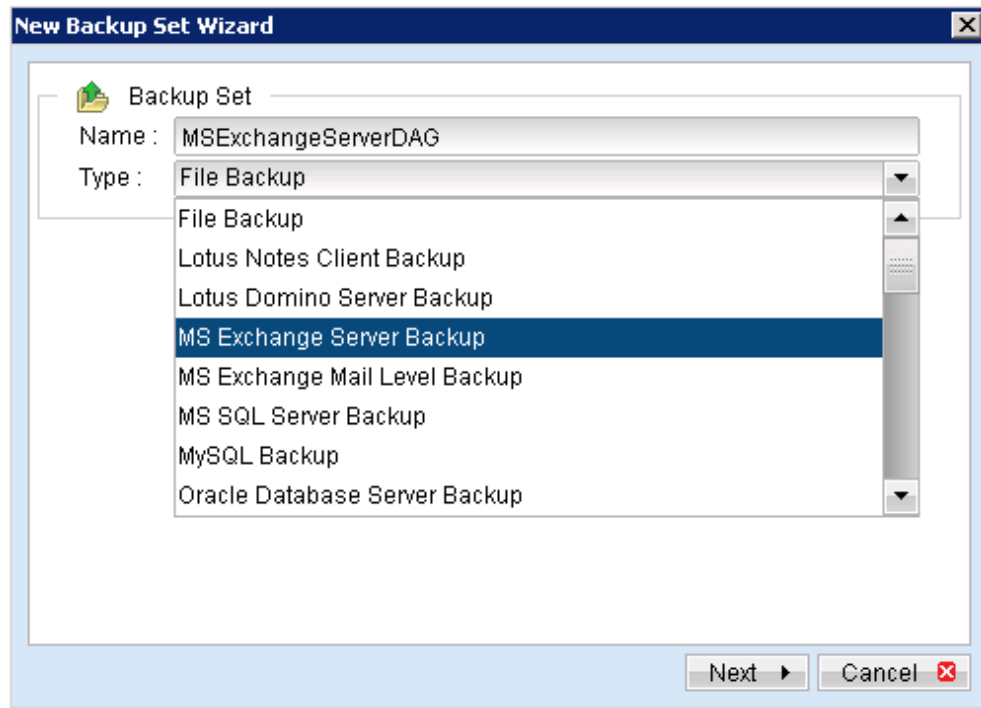 New Backup Set Wizard
Backup Set
Name : MSExchangeServerDAG
Type : File Backup
File Backup
Lotus Notes Client Backup
Lotus Domino Server Backup
MS Exchange Server Backup
MS Exchange Mail Level Backup
MS SQL Server Backup
MySQL Backup
Oracle Database Server Backup
Next Cancel